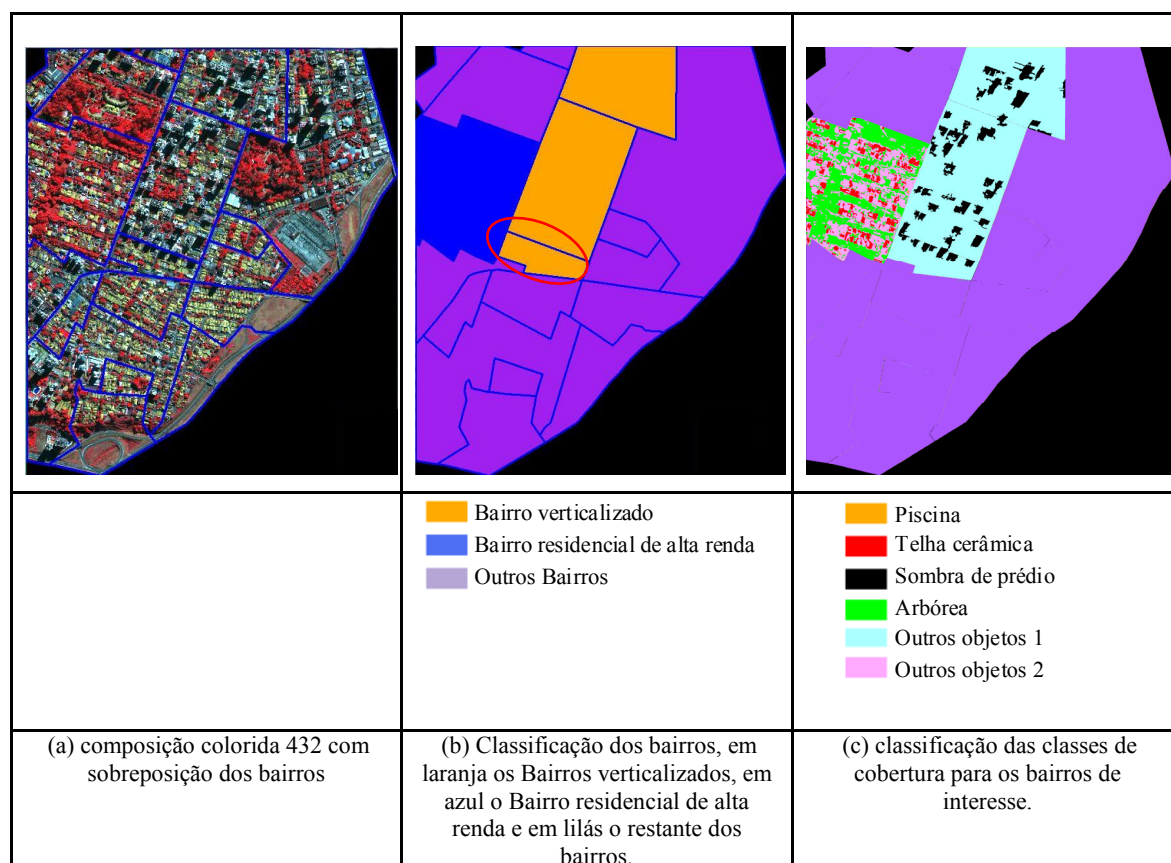 Bairro verticalizado
Bairro residencial de alta renda
Outros Bairros
Piscina
Telha cerâmica
Sombra de prédio
Arbórea
Outros objetos 1
Outros objetos 2
(a) composição colorida 432 com
sobreposição dos bairros
(b) Classificação dos bairros, em
laranja os Bairros verticalizados, em
azul o Bairro residencial de alta
renda e em lilás o restante dos
bairros.
(c) classificação das classes de
cobertura para os bairros de
interesse.